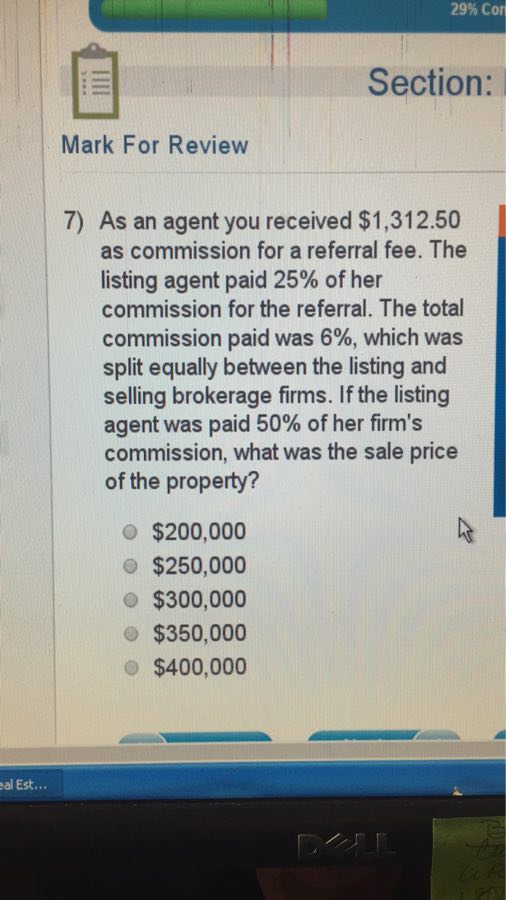 29% Con
Section:
Mark For Review
7) As an agent you received $1,312.50
as commission for a referral fee. The
listing agent paid 25% of her
commission for the referral. The total
commission paid was 6%, which was
split equally between the listing and
selling brokerage firms. If the listing
agent was paid 50% of her firm's
commission, what was the sale price
of the property?
$200,000
$250,000
$300,000
$350,000
$400,000
eal Est...
DELL